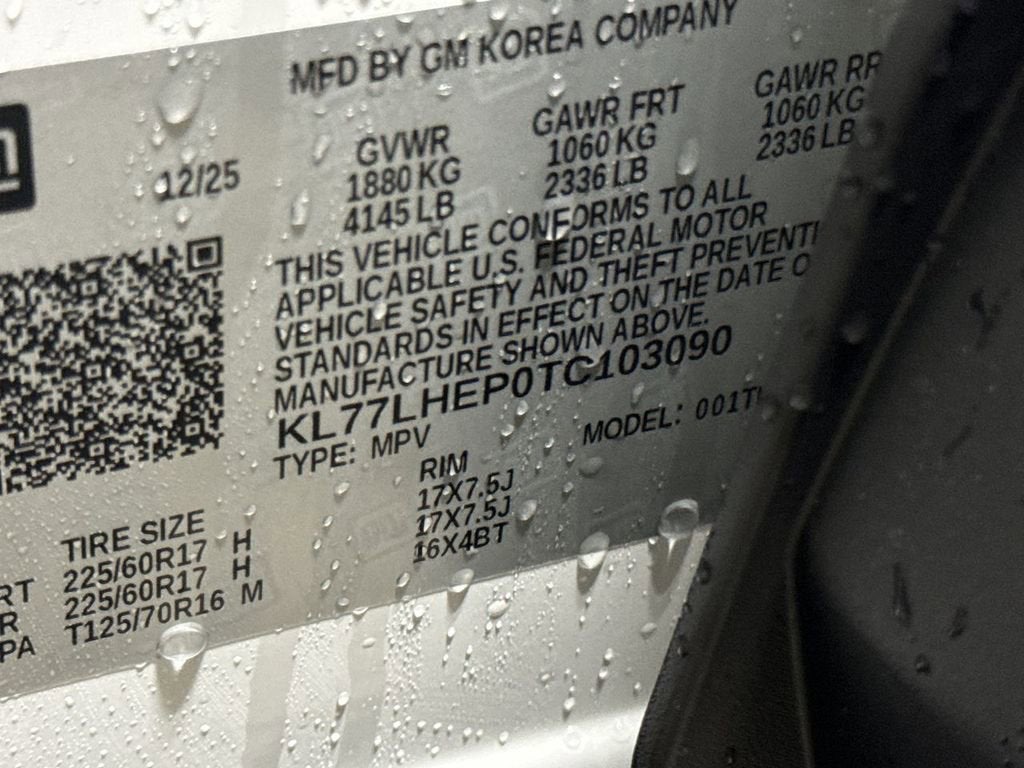 MFD BY GM KOREA COMPANY
12/25
GVWR GAWR FRT GAWR RR
1880 KG 1060 KG 1060 KG
4145 LB 2336 LB 2336 LB
THIS VEHICLE CONFORMS TO ALL
APPLICABLE U.S. FEDERAL MOTOR
VEHICLE SAFETY AND THEFT PREVENTI
STANDARDS IN EFFECT ON THE DATE O
MANUFACTURE SHOWN ABOVE.
KL77LHEP0TC103090
TYPE: MPV MODEL: 001T
TIRE SIZE RIM
RT 225/60R17 H 17X7.5J
R 225/60R17 H 17X7.5J
PA T125/70R16 M 16X4BT